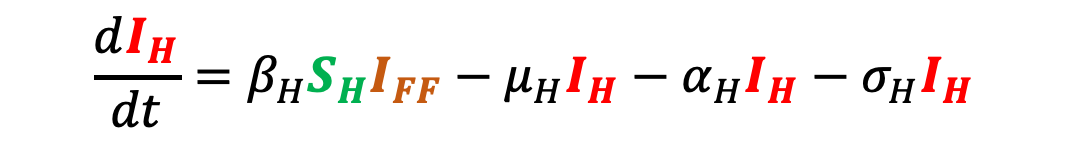 dI_H/dt = β_H S_H I_FF − μ_H I_H − α_H I_H − σ_H I_H